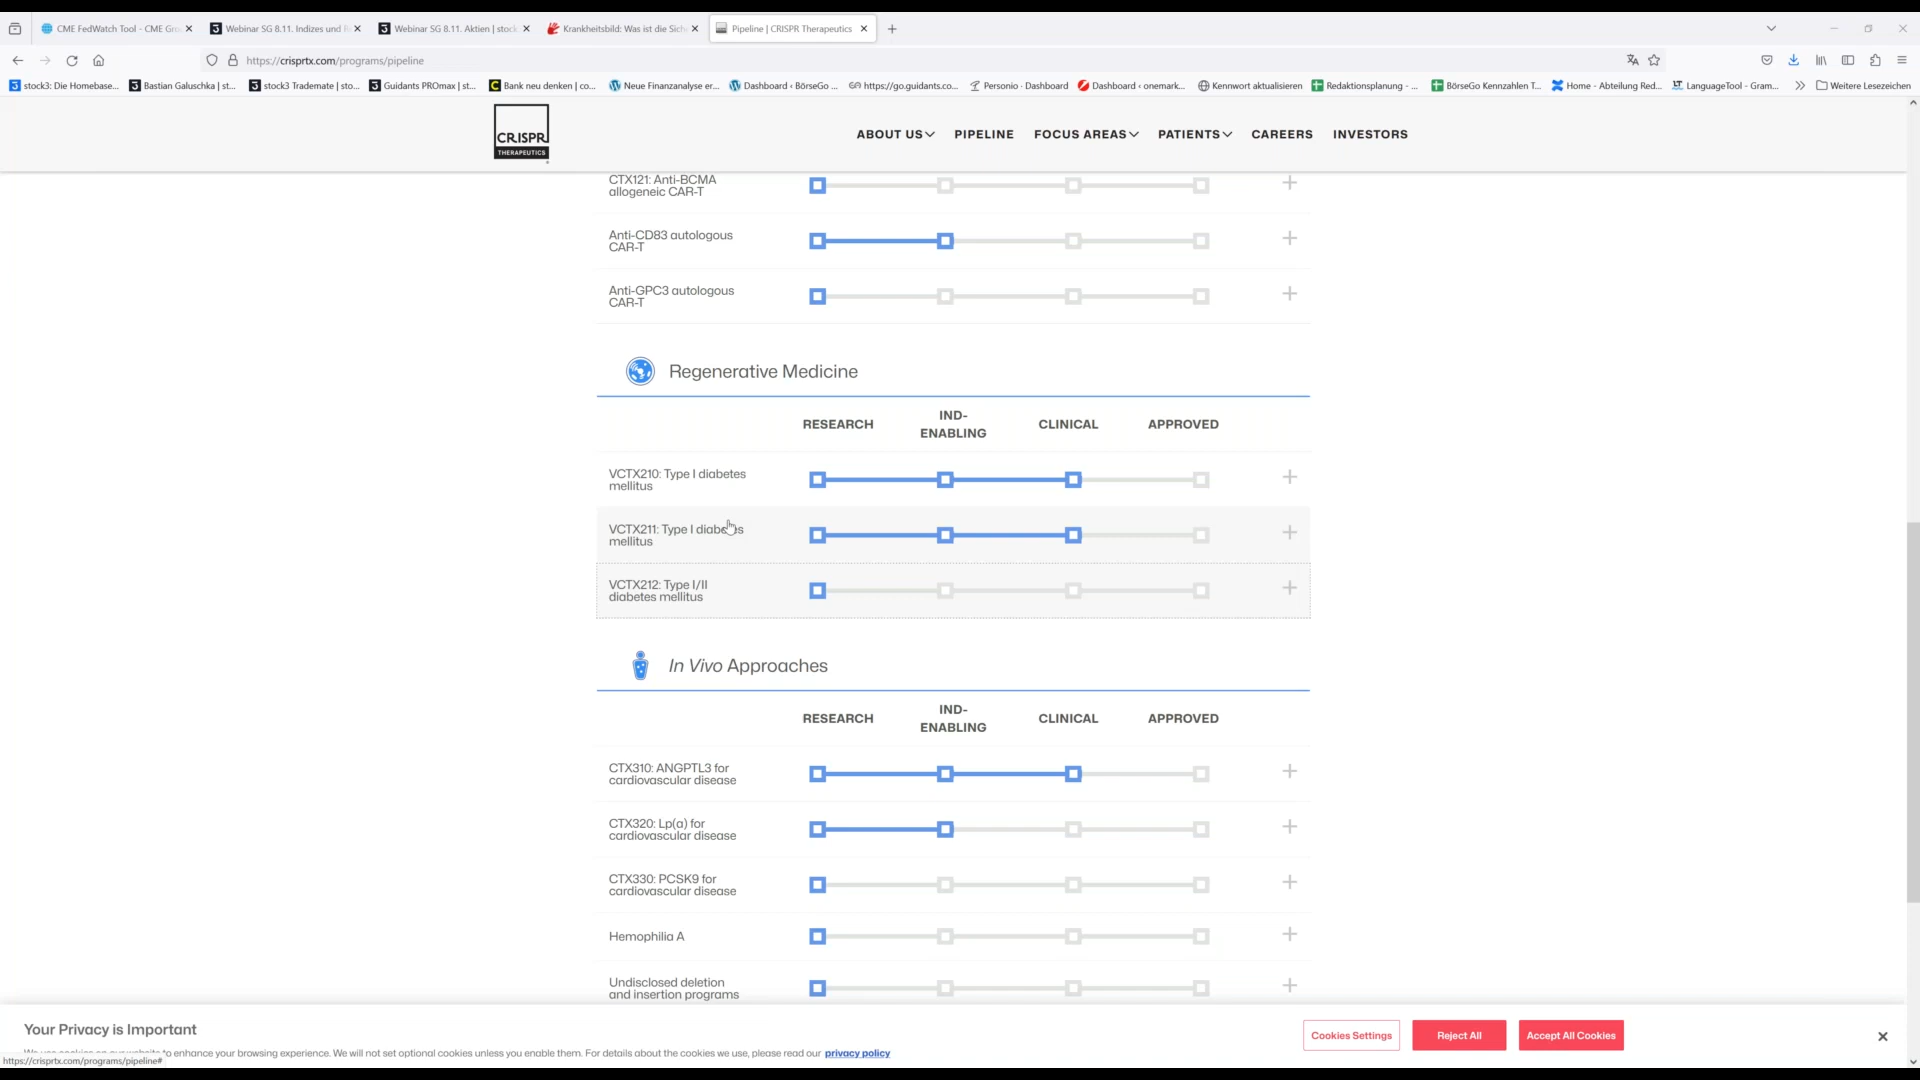 CME FedWatch Tool - CME Gro
Webinar SG 8.11. Indizes und R
Webinar SG 8.11. Aktien | stock
Krankheitsbild: Was ist die Sich
Pipeline | CRISPR Therapeutics
https://crisprtx.com/programs/pipeline
stock3: Die Homebase...
Bastian Galuschka | st...
stock3 Trademate | sto...
Guidants PROmax | st...
Bank neu denken | co...
Neue Finanzanalyse er...
Dashboard ‹ BörseGo ...
https://go.guidants.co...
Personio · Dashboard
Dashboard ‹ onemark...
Kennwort aktualisieren
Redaktionsplanung - ...
BörseGo Kennzahlen T...
Home - Abteilung Red...
LanguageTool - Gram...
Weitere Lesezeichen
CRISPR
THERAPEUTICS
ABOUT US
PIPELINE
FOCUS AREAS
PATIENTS
CAREERS
INVESTORS
CTX121: Anti-BCMA
allogeneic CAR-T
Anti-CD83 autologous
CAR-T
Anti-GPC3 autologous
CAR-T
Regenerative Medicine
RESEARCH
IND-
ENABLING
CLINICAL
APPROVED
VCTX210: Type I diabetes
mellitus
VCTX211: Type I diabetes
mellitus
VCTX212: Type I/II
diabetes mellitus
In Vivo Approaches
RESEARCH
IND-
ENABLING
CLINICAL
APPROVED
CTX310: ANGPTL3 for
cardiovascular disease
CTX320: Lp(a) for
cardiovascular disease
CTX330: PCSK9 for
cardiovascular disease
Hemophilia A
Undisclosed deletion
and insertion programs
Your Privacy is Important
to enhance your browsing experience. We will not set optional cookies unless you enable them. For details about the cookies we use, please read our privacy policy
https://crisprtx.com/programs/pipeline#
Cookies Settings
Reject All
Accept All Cookies